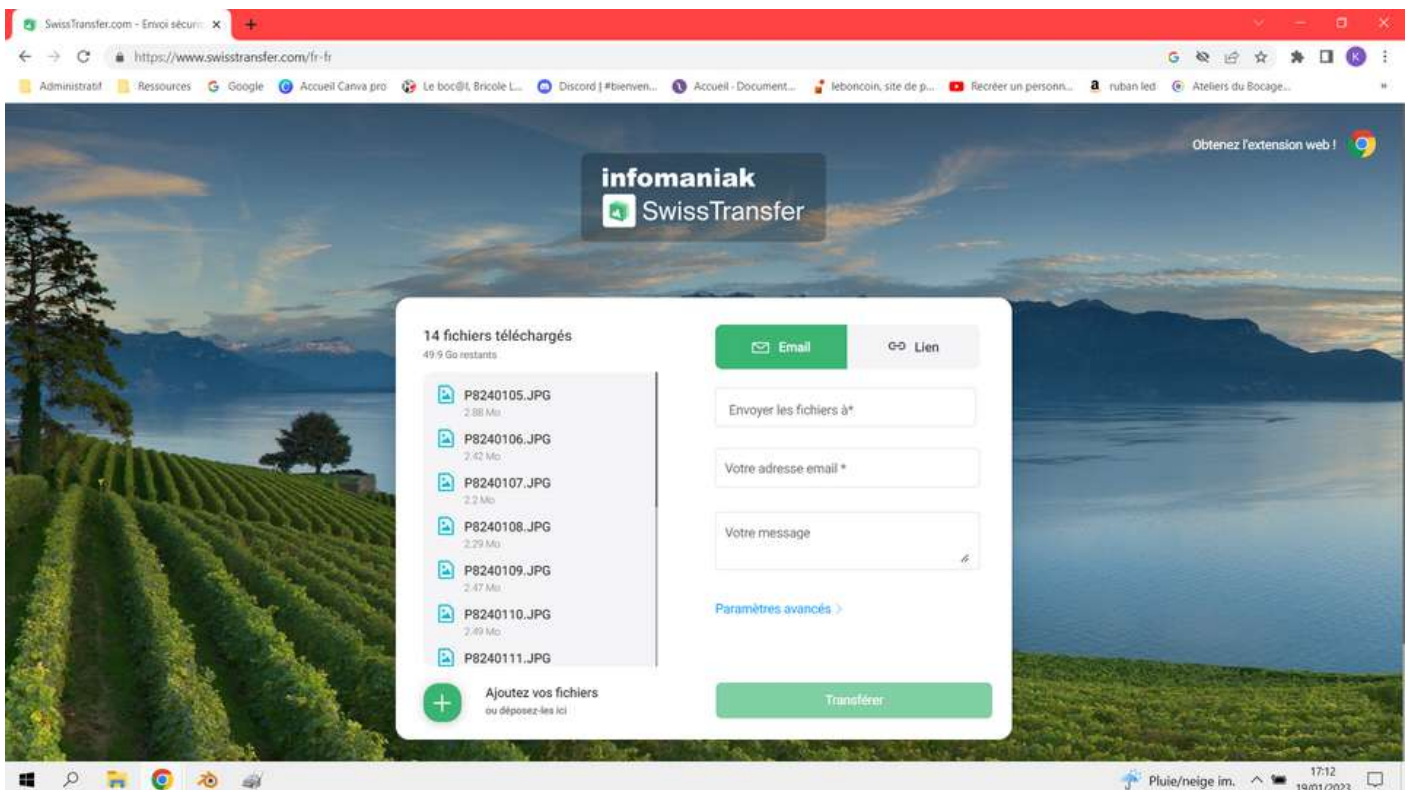 SwissTransfer.com - Envoi sécuri
https://www.swisstransfer.com/fr-fr
K
Administratif Ressources Google Accueil Canva pro Le boc@l, Bricole L... Discord | #bienven... Accueil - Document... leboncoin, site de p... Recréer un personn... ruban led Ateliers du Bocage...
Obtenez l'extension web !
infomaniak
SwissTransfer
14 fichiers téléchargés
49.9 Go restants
P8240105.JPG
2.88 Mo
P8240106.JPG
2.42 Mo
P8240107.JPG
2.2 Mo
P8240108.JPG
2.29 Mo
P8240109.JPG
2.47 Mo
P8240110.JPG
2.49 Mo
P8240111.JPG
Ajoutez vos fichiers
ou déposez-les ici
Email Lien
Envoyer les fichiers à*
Votre adresse email *
Votre message
Paramètres avancés >
Transférer
Pluie/neige im.
17:12
19/01/2023